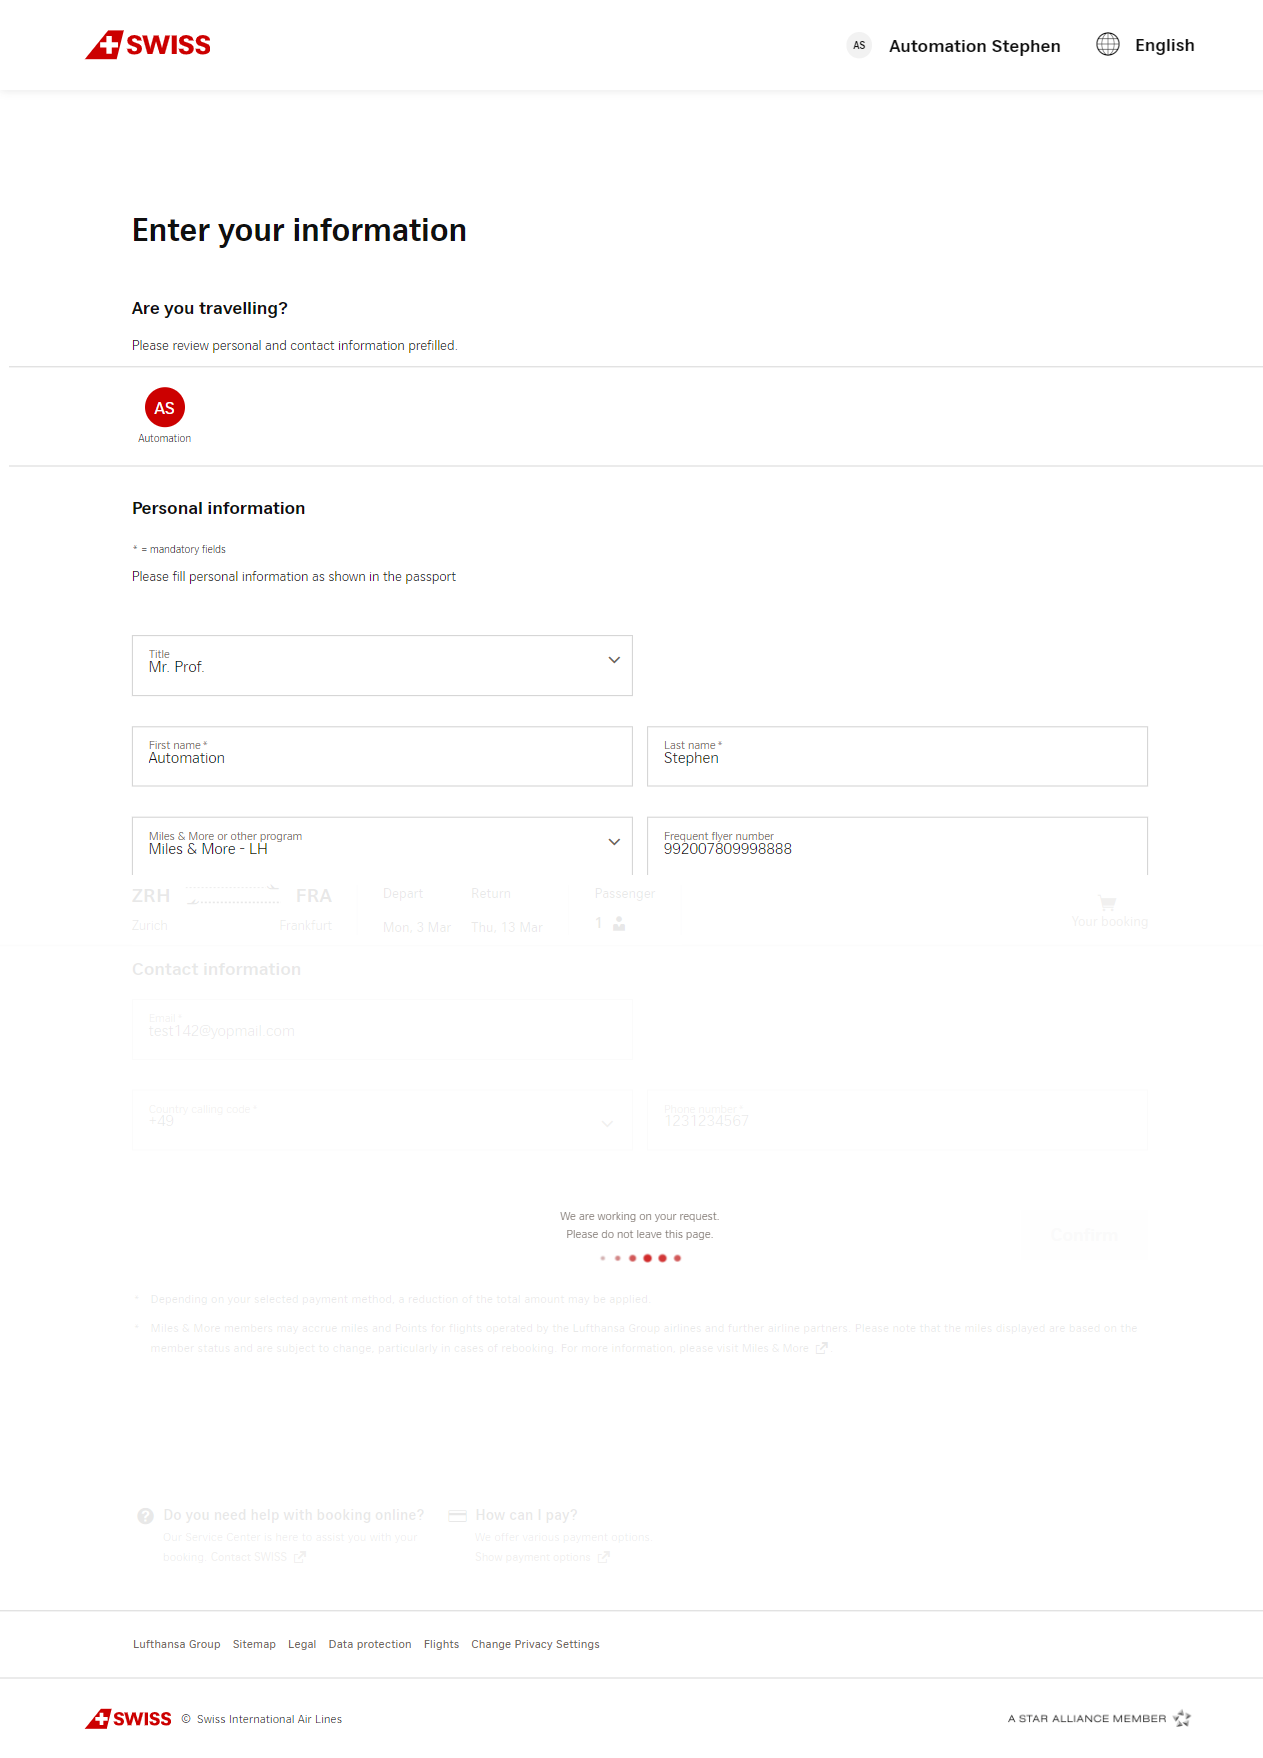 SWISS
AS Automation Stephen English
Enter your information
Are you travelling?
Please review personal and contact information prefilled.
AS
Automation
Personal information
* = mandatory fields
Please fill personal information as shown in the passport
Title
Mr. Prof.
First name *
Automation
Last name *
Stephen
Miles & More or other program
Miles & More - LH
Frequent flyer number
992007809998888
ZRH FRA Depart Return Passenger
Zurich Frankfurt Mon, 3 Mar Thu, 13 Mar 1 Your booking
Contact information
Email *
test142@yopmail.com
Country calling code *
+49
Phone number *
1231234567
We are working on your request.
Please do not leave this page.
Confirm
* Depending on your selected payment method, a reduction of the total amount may be applied.
* Miles & More members may accrue miles and Points for flights operated by the Lufthansa Group airlines and further airline partners. Please note that the miles displayed are based on the
member status and are subject to change, particularly in cases of rebooking. For more information, please visit Miles & More
? Do you need help with booking online?
Our Service Center is here to assist you with your
booking. Contact SWISS
How can I pay?
We offer various payment options.
Show payment options
Lufthansa Group Sitemap Legal Data protection Flights Change Privacy Settings
SWISS © Swiss International Air Lines
A STAR ALLIANCE MEMBER